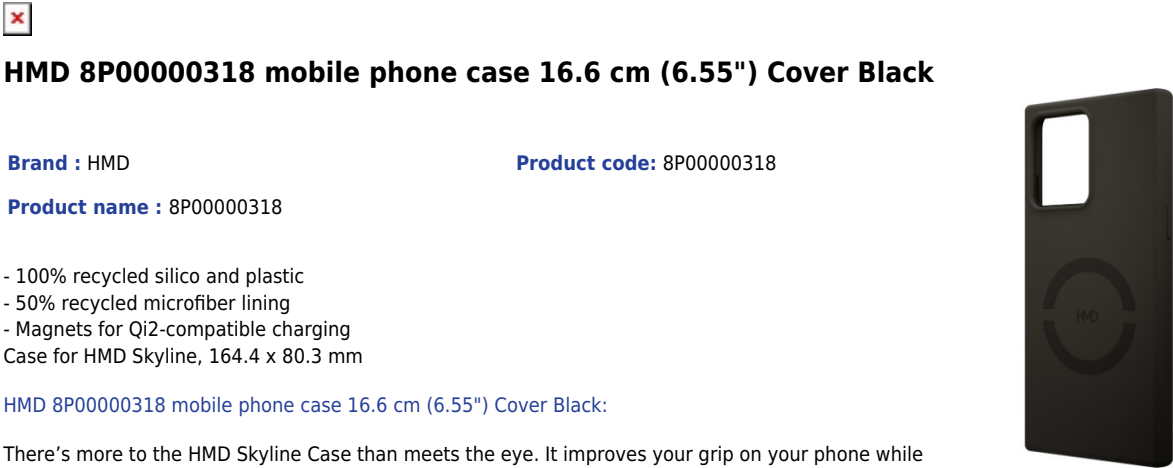 HMD 8P00000318 mobile phone case 16.6 cm (6.55") Cover Black
Brand : HMD
Product code: 8P00000318
Product name : 8P00000318
- 100% recycled silico and plastic
- 50% recycled microfiber lining
- Magnets for Qi2-compatible charging
Case for HMD Skyline, 164.4 x 80.3 mm
HMD 8P00000318 mobile phone case 16.6 cm (6.55") Cover Black:
There’s more to the HMD Skyline Case than meets the eye. It improves your grip on your phone while
HMD